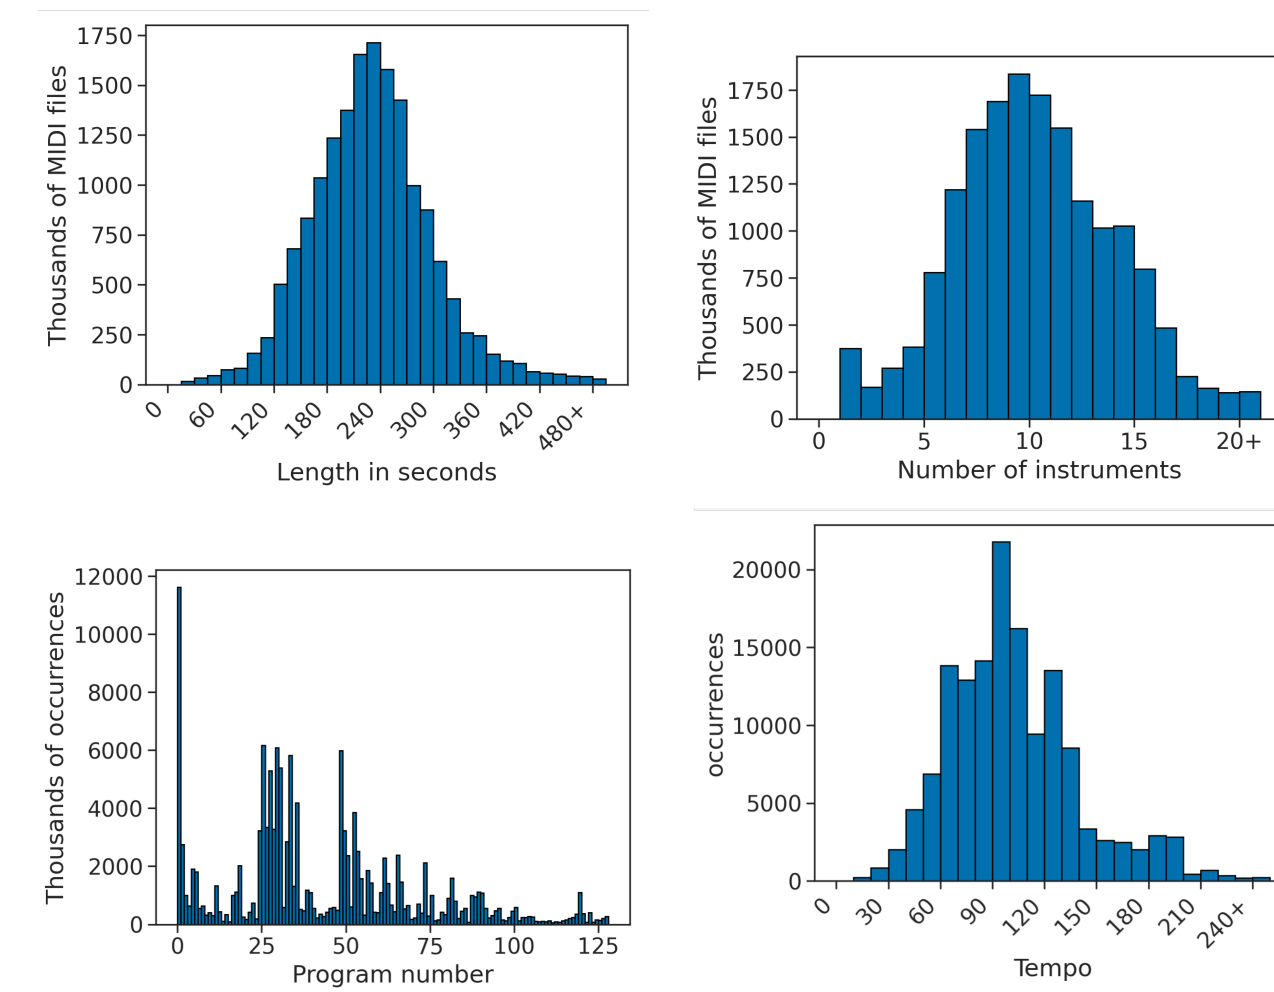 Thousands of MIDI files
1750
1500
1250
1000
750
500
250
0
0 60 120 180 240 300 360 420 480+
Length in seconds
Thousands of MIDI files
1750
1500
1250
1000
750
500
250
0
0 5 10 15 20+
Number of instruments
Thousands of occurrences
12000
10000
8000
6000
4000
2000
0
0 25 50 75 100 125
Program number
occurrences
20000
15000
10000
5000
0
0 30 60 90 120 150 180 210 240+
Tempo